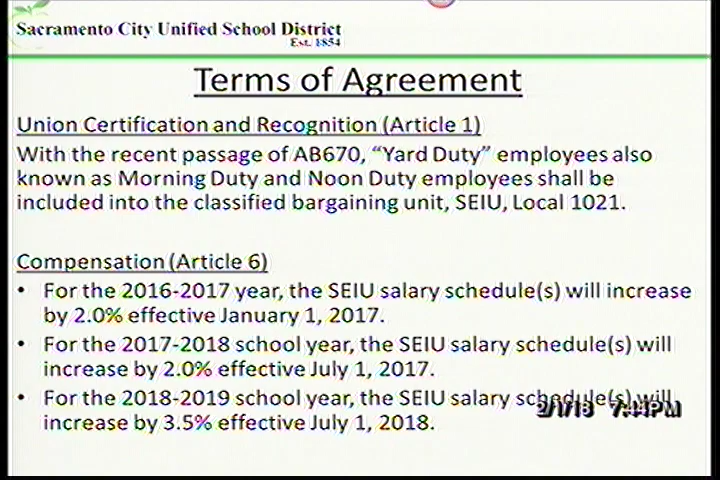 Sacramento City Unified School District
Est. 1854
Terms of Agreement
Union Certification and Recognition (Article 1)
With the recent passage of AB670, “Yard Duty” employees also
known as Morning Duty and Noon Duty employees shall be
included into the classified bargaining unit, SEIU, Local 1021.
Compensation (Article 6)
• For the 2016-2017 year, the SEIU salary schedule(s) will increase
by 2.0% effective January 1, 2017.
• For the 2017-2018 school year, the SEIU salary schedule(s) will
increase by 2.0% effective July 1, 2017.
• For the 2018-2019 school year, the SEIU salary schedule(s) will
increase by 3.5% effective July 1, 2018.
2/1/18 7:44PM